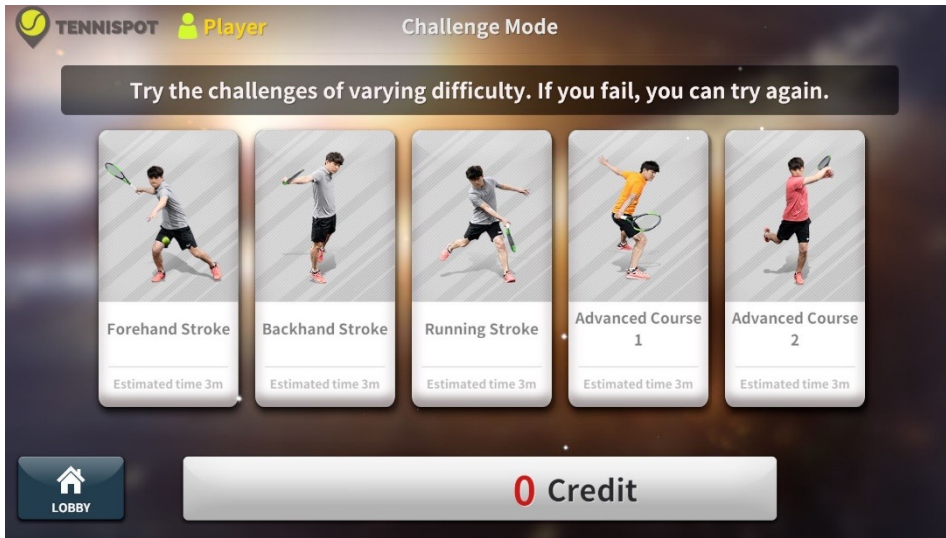 TENNISPOT
Player
Challenge Mode
Try the challenges of varying difficulty. If you fail, you can try again.
Forehand Stroke
Estimated time 3m
Backhand Stroke
Estimated time 3m
Running Stroke
Estimated time 3m
Advanced Course
1
Estimated time 3m
Advanced Course
2
Estimated time 3m
LOBBY
0 Credit